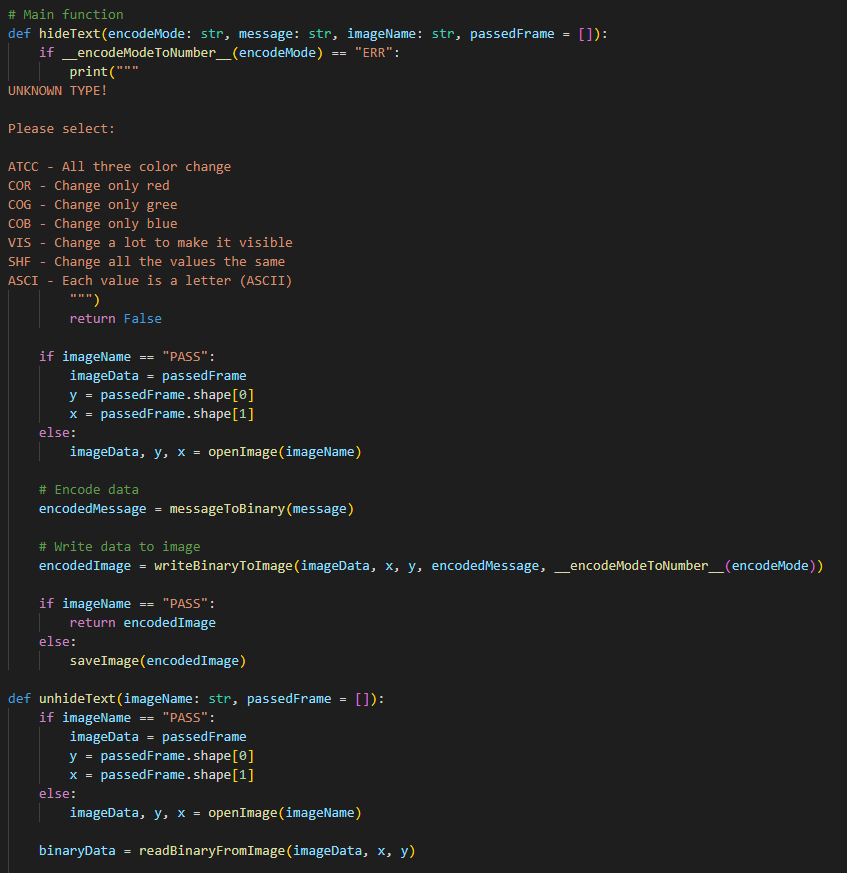 # Main function
def hideText(encodeMode: str, message: str, imageName: str, passedFrame = []):
    if __encodeModeToNumber__(encodeMode) == "ERR":
        print("""
UNKNOWN TYPE!

Please select:

ATCC - All three color change
COR - Change only red
COG - Change only gree
COB - Change only blue
VIS - Change a lot to make it visible
SHF - Change all the values the same
ASCI - Each value is a letter (ASCII)
        """)
        return False

    if imageName == "PASS":
        imageData = passedFrame
        y = passedFrame.shape[0]
        x = passedFrame.shape[1]
    else:
        imageData, y, x = openImage(imageName)

    # Encode data
    encodedMessage = messageToBinary(message)

    # Write data to image
    encodedImage = writeBinaryToImage(imageData, x, y, encodedMessage, __encodeModeToNumber__(encodeMode))

    if imageName == "PASS":
        return encodedImage
    else:
        saveImage(encodedImage)

def unhideText(imageName: str, passedFrame = []):
    if imageName == "PASS":
        imageData = passedFrame
        y = passedFrame.shape[0]
        x = passedFrame.shape[1]
    else:
        imageData, y, x = openImage(imageName)

    binaryData = readBinaryFromImage(imageData, x, y)